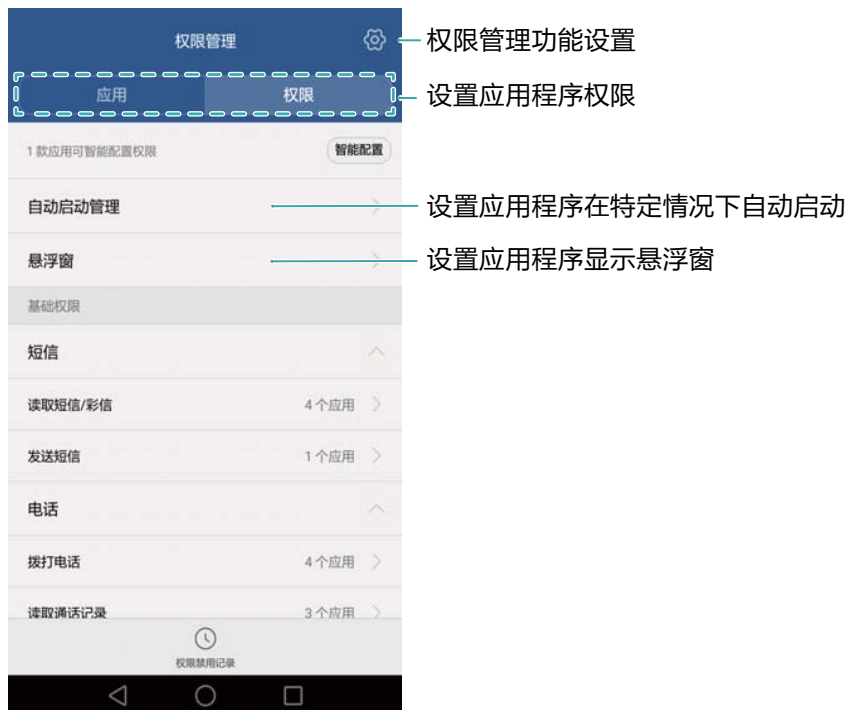 权限管理
权限管理功能设置
应用
权限
设置应用程序权限
1 款应用可智能配置权限
智能配置
自动启动管理
设置应用程序在特定情况下自动启动
悬浮窗
设置应用程序显示悬浮窗
基础权限
短信
读取短信/彩信
4 个应用
发送短信
1 个应用
电话
拨打电话
4 个应用
读取通话记录
3 个应用
权限禁用记录